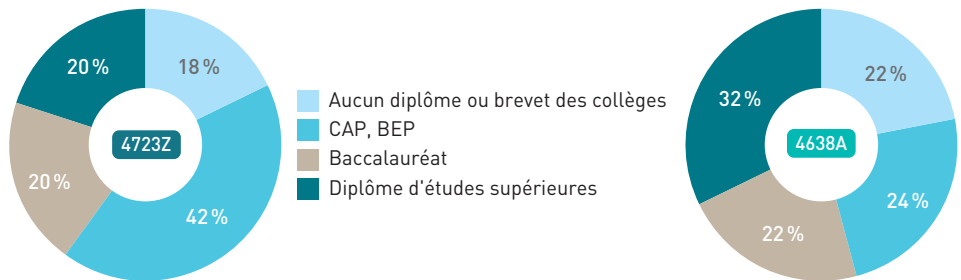 20 %
18 %
4723Z
20 %
42 %
Aucun diplôme ou brevet des collèges
CAP, BEP
Baccalauréat
Diplôme d'études supérieures
22 %
32 %
4638A
24 %
22 %